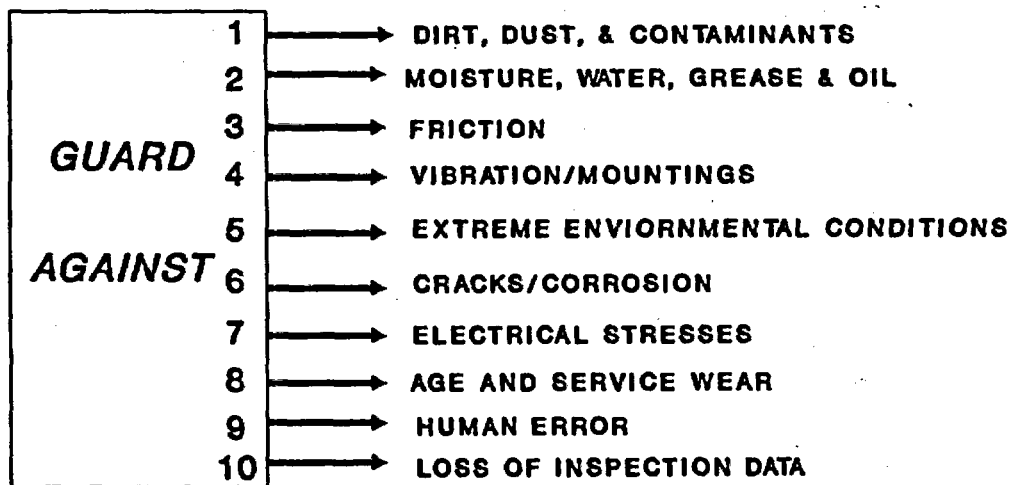 1 DIRT, DUST, & CONTAMINANTS
2 MOISTURE, WATER, GREASE & OIL
3 FRICTION
GUARD
4 VIBRATION/MOUNTINGS
5 EXTREME ENVIORNMENTAL CONDITIONS
AGAINST
6 CRACKS/CORROSION
7 ELECTRICAL STRESSES
8 AGE AND SERVICE WEAR
9 HUMAN ERROR
10 LOSS OF INSPECTION DATA